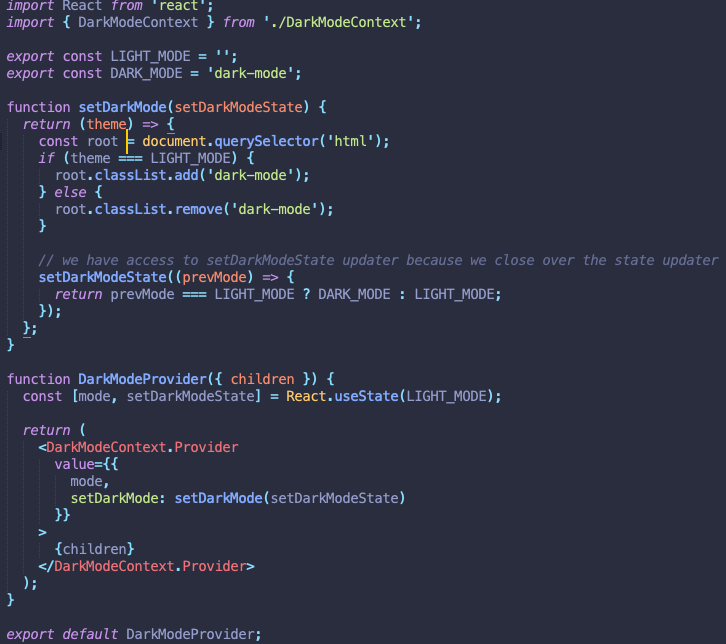 import React from 'react';
import { DarkModeContext } from './DarkModeContext';
export const LIGHT_MODE = '';
export const DARK_MODE = 'dark-mode';
function setDarkMode(setDarkModeState) {
return (theme) => {
const root = document.querySelector('html');
if (theme === LIGHT_MODE) {
root.classList.add('dark-mode');
} else {
root.classList.remove('dark-mode');
}
// we have access to setDarkModeState updater because we close over the state updater
setDarkModeState((prevMode) => {
return prevMode === LIGHT_MODE ? DARK_MODE : LIGHT_MODE;
});
};
}
function DarkModeProvider({ children }) {
const [mode, setDarkModeState] = React.useState(LIGHT_MODE);
return (
<DarkModeContext.Provider
value={{
mode,
setDarkMode: setDarkMode(setDarkModeState)
}}
>
{children}
</DarkModeContext.Provider>
);
}
export default DarkModeProvider;